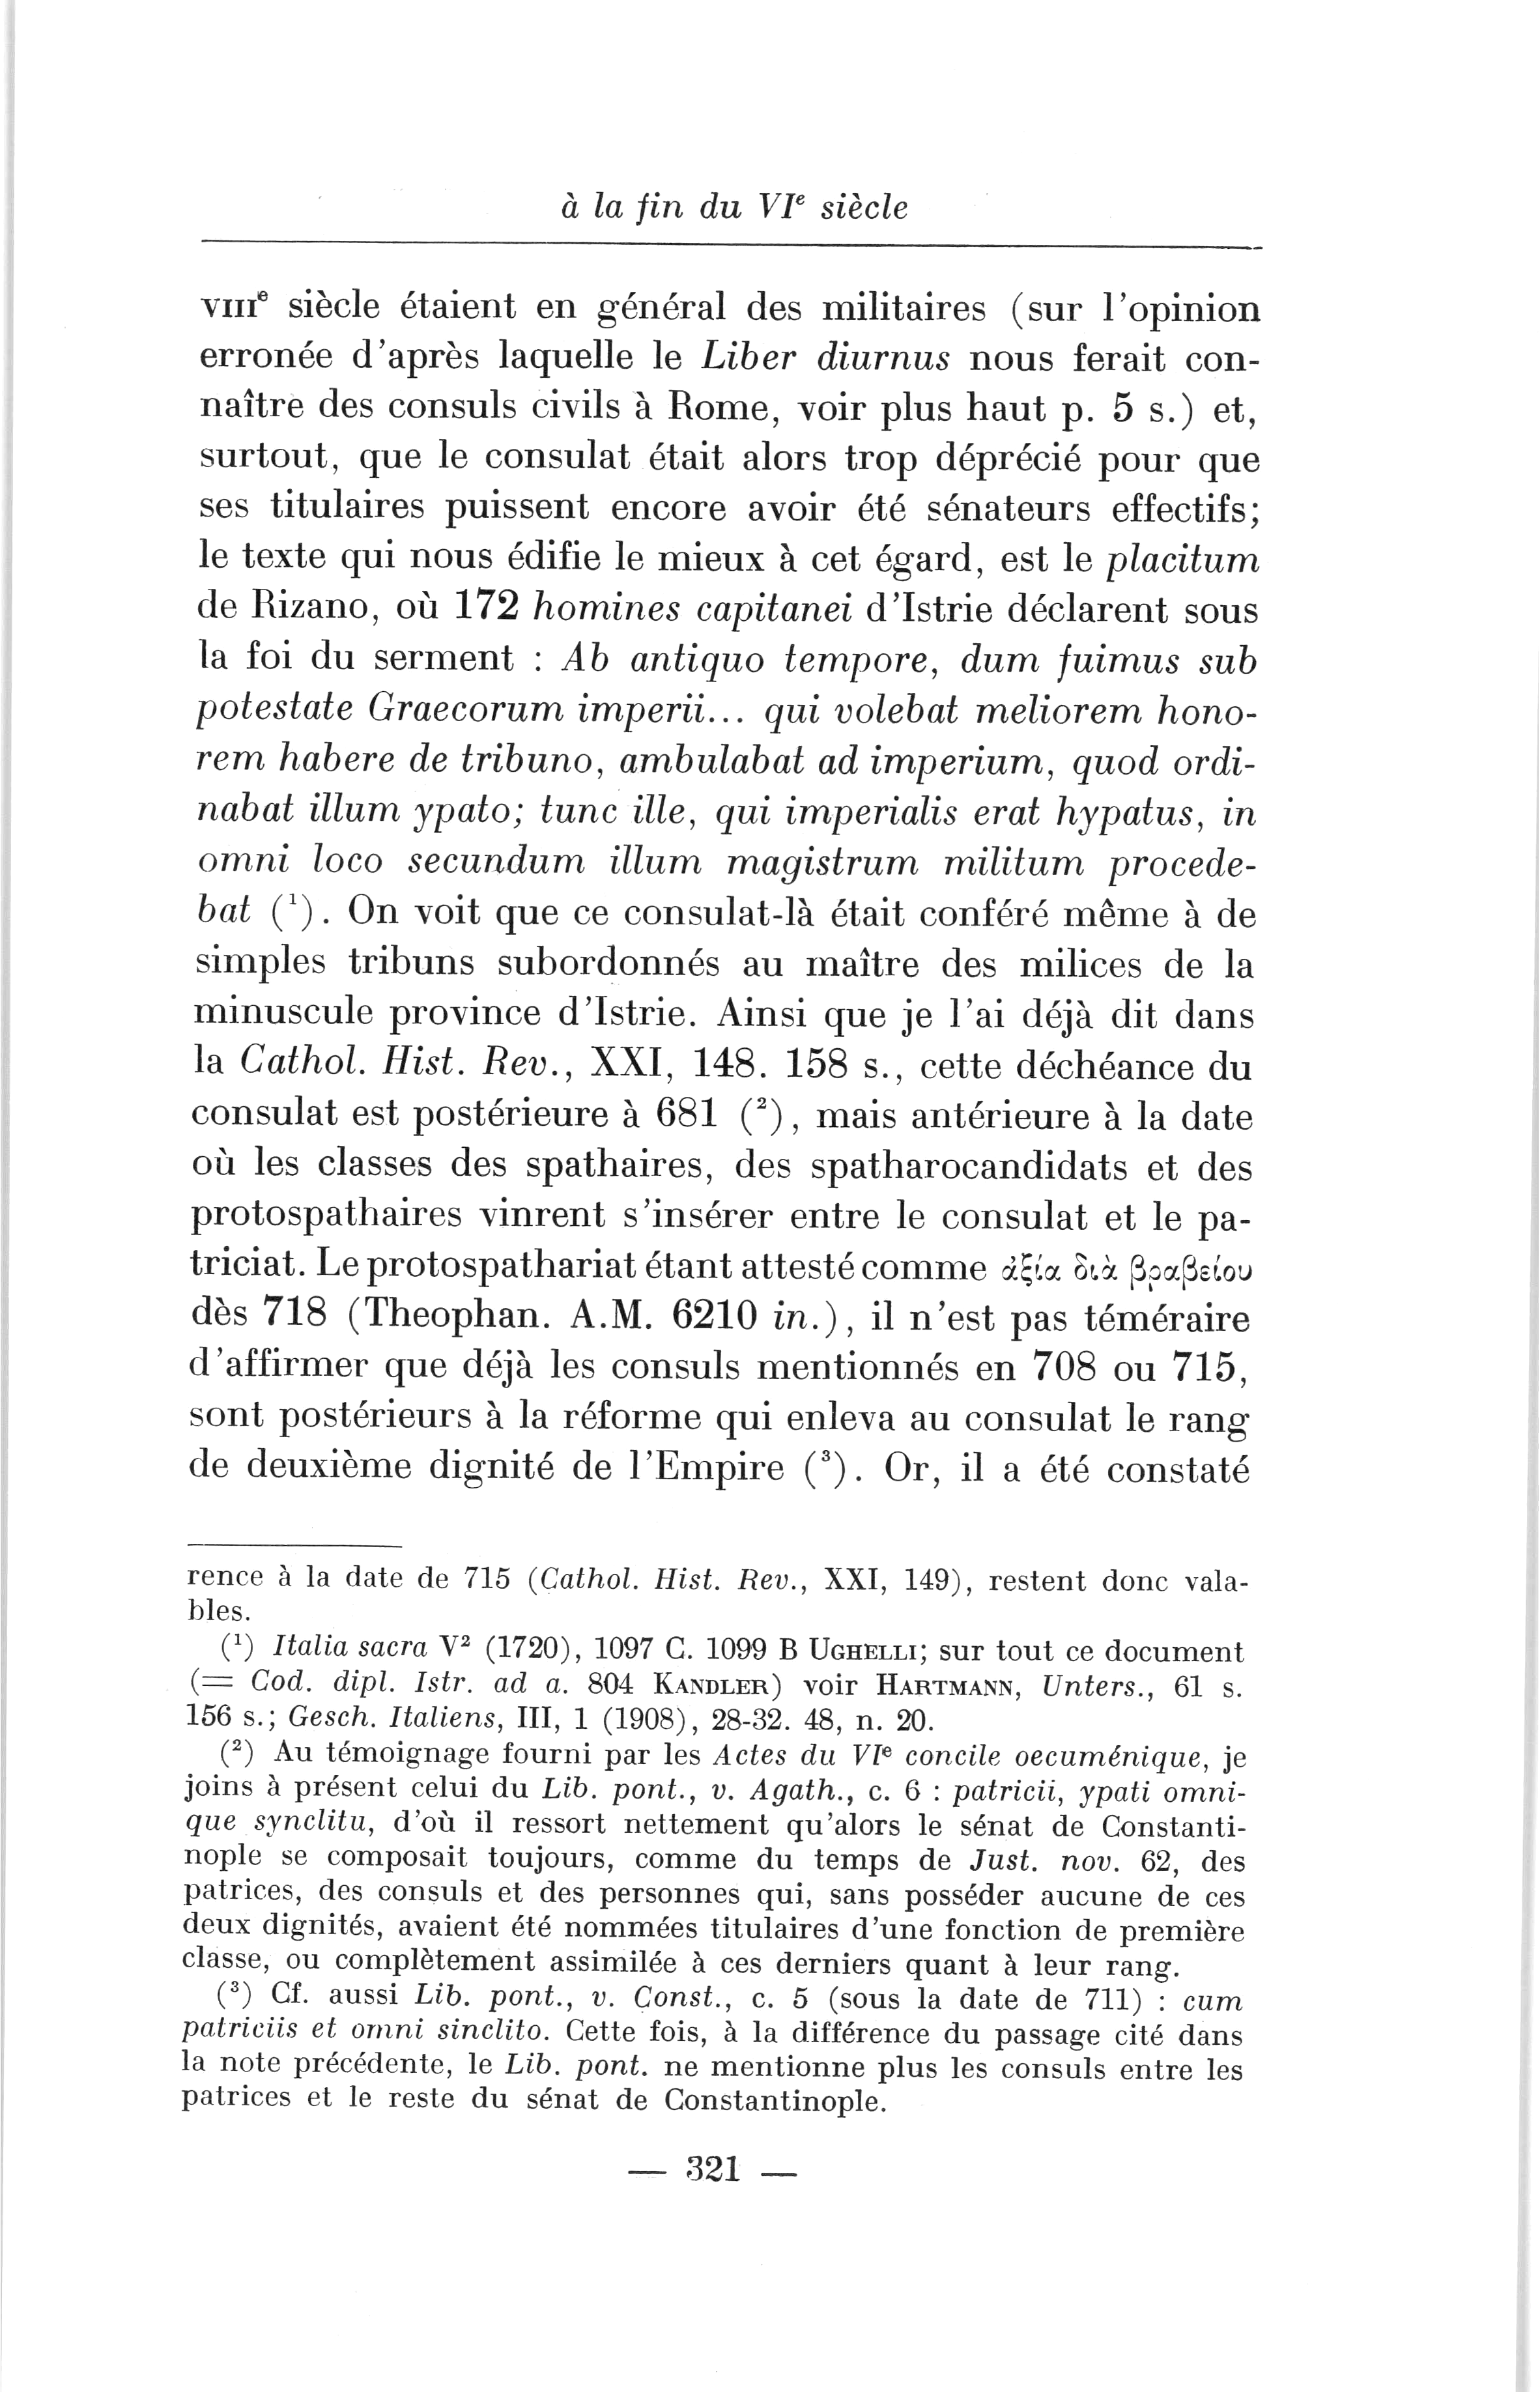 à la fin du VIe siècle
VIIIe siècle étaient en général des militaires (sur l'opinion
erronée d'après laquelle le Liber diurnus nous ferait con-
naître des consuls civils à Rome, voir plus haut p. 5 s.) et,
surtout, que le consulat était alors trop déprécié pour que
ses titulaires puissent encore avoir été sénateurs effectifs;
le texte qui nous édifie le mieux à cet égard, est le placitum
de Rizano, où 172 homines capitanei d'Istrie déclarent sous
la foi du serment : Ab antiquo tempore, dum fuimus sub
potestate Graecorum imperii... qui volebat meliorem hono-
rem habere de tribuno, ambulabat ad imperium, quod ordi-
nabat illum ypato; tunc ille, qui imperialis erat hypatus, in
omni loco secundum illum magistrum militum procede-
bat (1). On voit que ce consulat-là était conféré même à de
simples tribuns subordonnés au maître des milices de la
minuscule province d'Istrie. Ainsi que je l'ai déjà dit dans
la Cathol. Hist. Rev., XXI, 148. 158 s., cette déchéance du
consulat est postérieure à 681 (2), mais antérieure à la date
où les classes des spathaires, des spatharocandidats et des
protospathaires vinrent s'insérer entre le consulat et le pa-
triciat. Le protospathariat étant attesté comme ἀξία διὰ βραβείου
dès 718 (Theophan. A.M. 6210 in.), il n'est pas téméraire
d'affirmer que déjà les consuls mentionnés en 708 ou 715,
sont postérieurs à la réforme qui enleva au consulat le rang
de deuxième dignité de l'Empire (3). Or, il a été constaté
rence à la date de 715 (Cathol. Hist. Rev., XXI, 149), restent donc vala-
bles.
(1) Italia sacra V2 (1720), 1097 C. 1099 B UGHELLI; sur tout ce document
(= Cod. dipl. Istr. ad a. 804 KANDLER) voir HARTMANN, Unters., 61 s.
156 s.; Gesch. Italiens, III, 1 (1908), 28-32. 48, n. 20.
(2) Au témoignage fourni par les Actes du VIe concile oecuménique, je
joins à présent celui du Lib. pont., v. Agath., c. 6 : patricii, ypati omni-
que synclitu, d'où il ressort nettement qu'alors le sénat de Constanti-
nople se composait toujours, comme du temps de Just. nov. 62, des
patrices, des consuls et des personnes qui, sans posséder aucune de ces
deux dignités, avaient été nommées titulaires d'une fonction de première
classe, ou complètement assimilée à ces derniers quant à leur rang.
(3) Cf. aussi Lib. pont., v. Const., c. 5 (sous la date de 711) : cum
patriciis et omni sinclito. Cette fois, à la différence du passage cité dans
la note précédente, le Lib. pont. ne mentionne plus les consuls entre les
patrices et le reste du sénat de Constantinople.
— 321 —